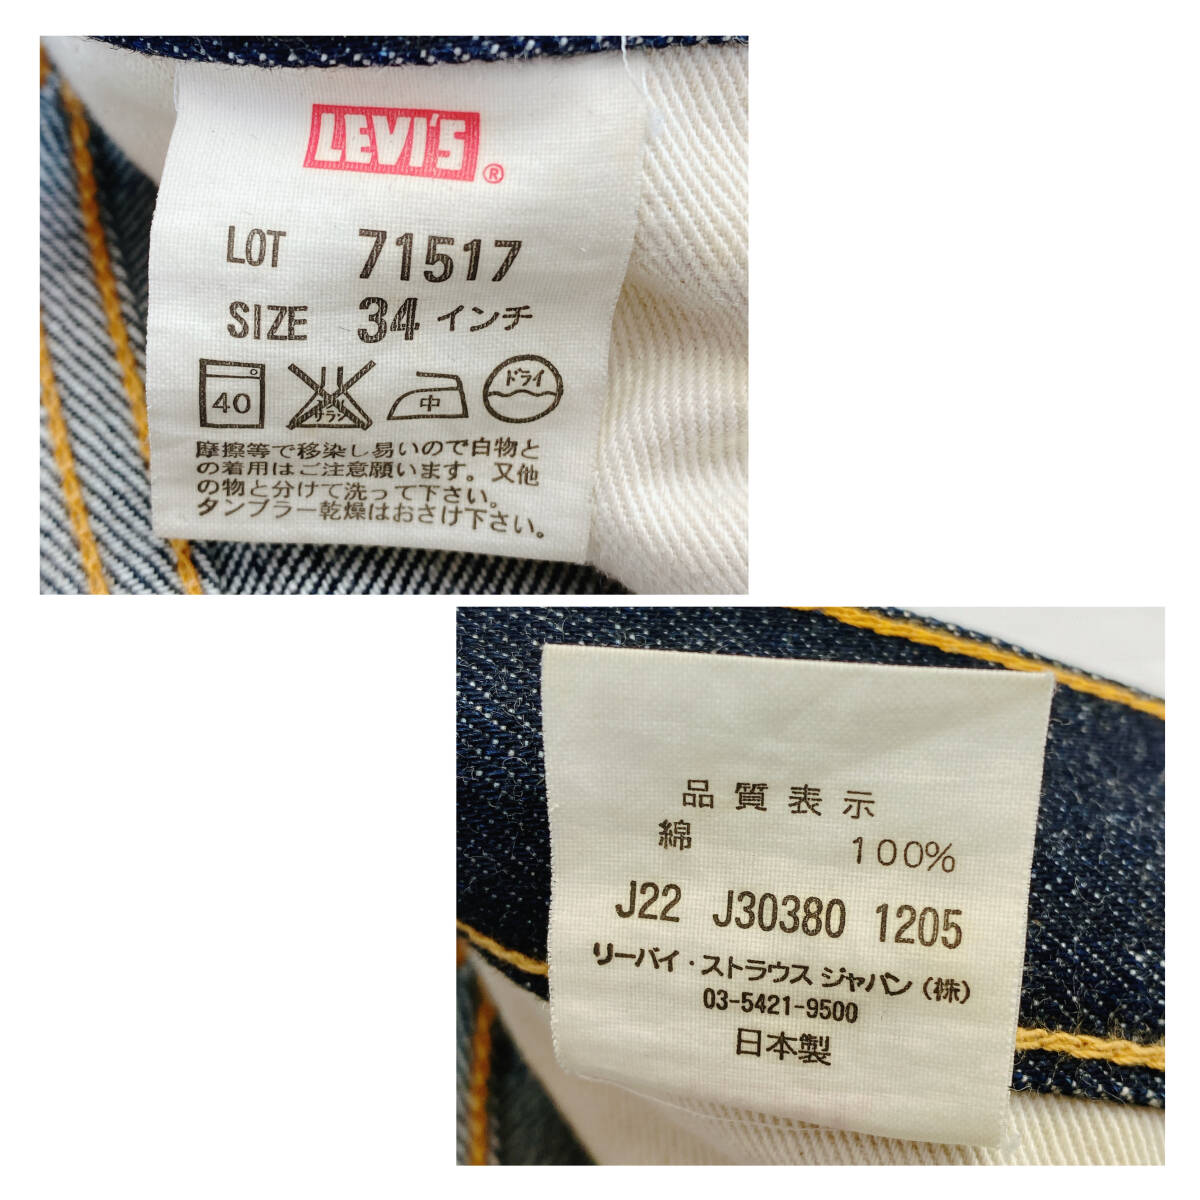 LEVI'S®
LOT 71517
SIZE 34 インチ
40 サラシ 中 ドライ
摩擦等で移染し易いので白物と
の着用はご注意願います。又他
の物と分けて洗って下さい。
タンブラー乾燥はおさけ下さい。
品質表示
綿 100%
J22 J30380 1205
リーバイ・ストラウス ジャパン（株）
03-5421-9500
日本製